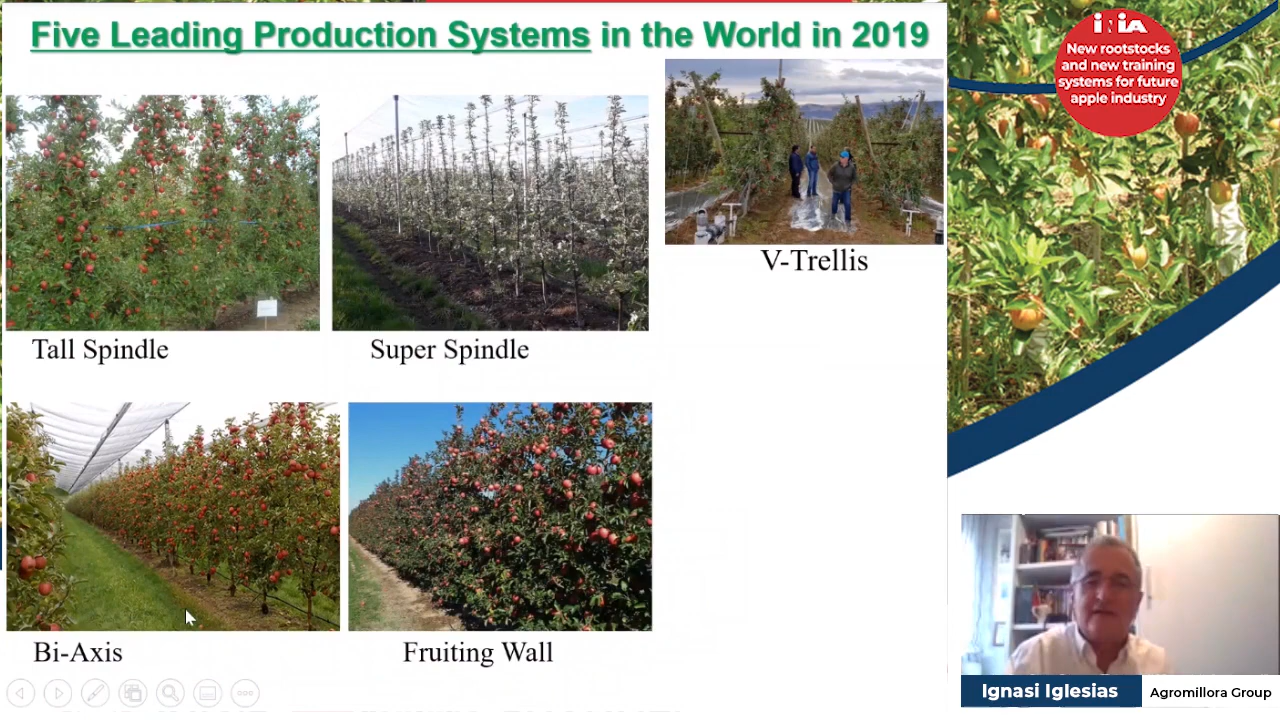 Five Leading Production Systems in the World in 2019
iNiA
New rootstocks
and new training
systems for future
apple industry
V-Trellis
Tall Spindle
Super Spindle
Bi-Axis
Fruiting Wall
Ignasi Iglesias
Agromillora Group